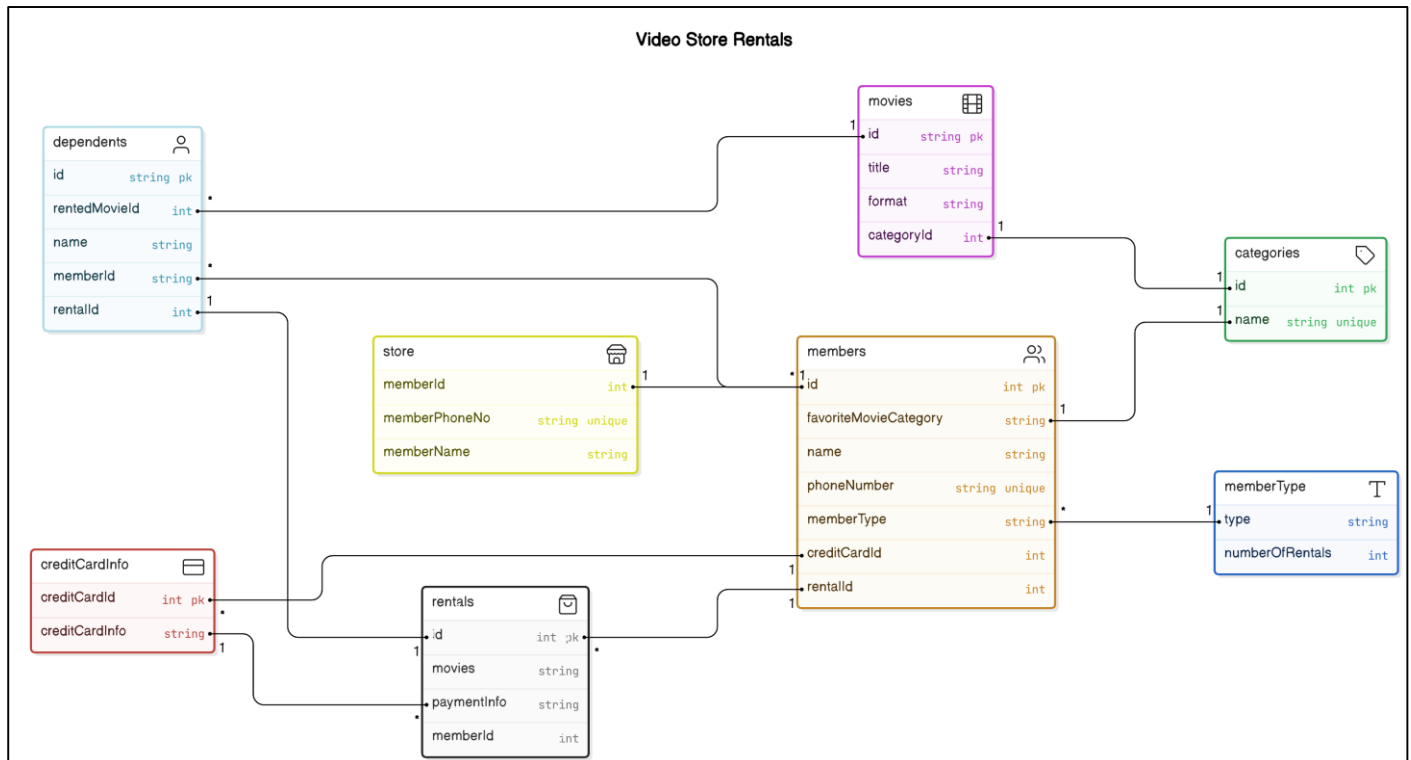 Video Store Rentals
movies
id string pk
title string
format string
categoryId int
dependents
id string pk
rentedMovieId int
name string
memberId string
rentalId int
categories
id int pk
name string unique
store
memberId int
memberPhoneNo string unique
memberName string
members
id int pk
favoriteMovieCategory string
name string
phoneNumber string unique
memberType string
creditCardId int
rentalId int
memberType
type string
numberOfRentals int
creditCardInfo
creditCardId int pk
creditCardInfo string
rentals
id int pk
movies string
paymentInfo string
memberId int
1
*
1
*
1
1
1
1
* 1
1
*
1
1
1
*
1
1
*
*